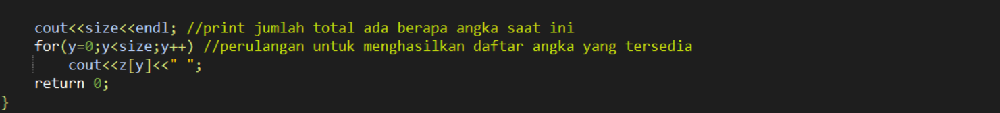 cout<<size<<endl; //print jumlah total ada berapa angka saat ini
for(y=0;y<size;y++) //perulangan untuk menghasilkan daftar angka yang tersedia
cout<<z[y]<<" ";
return 0;
}